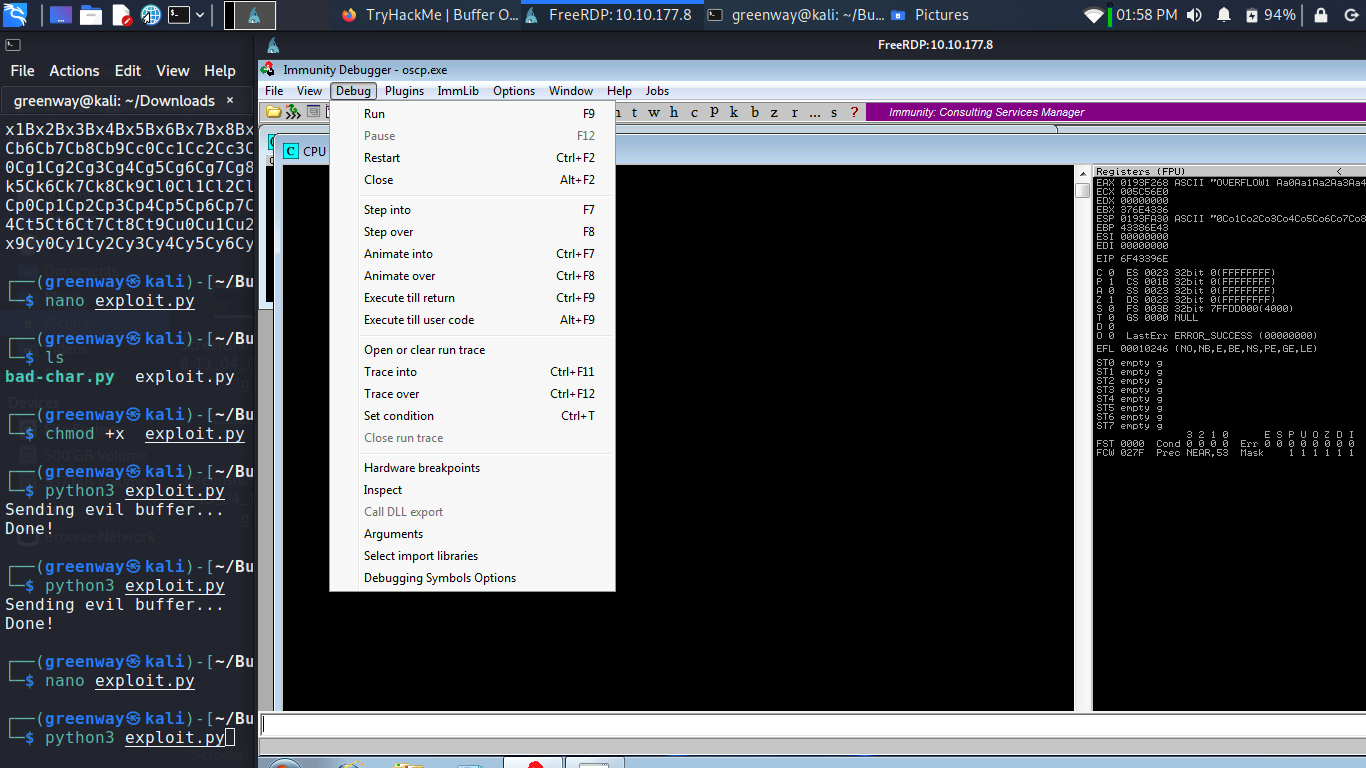 TryHackMe | Buffer O... FreeRDP: 10.10.177.8 greenway@kali: ~/Bu... Pictures 01:58 PM 94%
FreeRDP: 10.10.177.8
File Actions Edit View Help
greenway@kali: ~/Downloads ×
x1Bx2Bx3Bx4Bx5Bx6Bx7Bx8Bx
Cb6Cb7Cb8Cb9Cc0Cc1Cc2Cc3C
0Cg1Cg2Cg3Cg4Cg5Cg6Cg7Cg8
k5Ck6Ck7Ck8Ck9Cl0Cl1Cl2Cl
Cp0Cp1Cp2Cp3Cp4Cp5Cp6Cp7C
4Ct5Ct6Ct7Ct8Ct9Cu0Cu1Cu2
x9Cy0Cy1Cy2Cy3Cy4Cy5Cy6Cy
┌──(greenway㉿kali)-[~/Bu
└─$ nano exploit.py
┌──(greenway㉿kali)-[~/Bu
└─$ ls
bad-char.py exploit.py
┌──(greenway㉿kali)-[~/Bu
└─$ chmod +x exploit.py
┌──(greenway㉿kali)-[~/Bu
└─$ python3 exploit.py
Sending evil buffer...
Done!
┌──(greenway㉿kali)-[~/Bu
└─$ python3 exploit.py
Sending evil buffer...
Done!
┌──(greenway㉿kali)-[~/Bu
└─$ nano exploit.py
┌──(greenway㉿kali)-[~/Bu
└─$ python3 exploit.py
Devices
500 GB Volume
Browse Network
Immunity Debugger - oscp.exe
File View Debug Plugins ImmLib Options Window Help Jobs
t w h c P k b z r ... s ?
Immunity: Consulting Services Manager
C CPU
Run F9
Pause F12
Restart Ctrl+F2
Close Alt+F2
Step into F7
Step over F8
Animate into Ctrl+F7
Animate over Ctrl+F8
Execute till return Ctrl+F9
Execute till user code Alt+F9
Open or clear run trace
Trace into Ctrl+F11
Trace over Ctrl+F12
Set condition Ctrl+T
Close run trace
Hardware breakpoints
Inspect
Call DLL export
Arguments
Select import libraries
Debugging Symbols Options
Registers (FPU) <
EAX 0193F268 ASCII "OVERFLOW1 Aa0Aa1Aa2Aa3Aa4
ECX 005C56E0
EDX 00000000
EBX 376E4336
ESP 0193FA30 ASCII "0Co1Co2Co3Co4Co5Co6Co7Co8
EBP 43386E43
ESI 00000000
EDI 00000000
EIP 6F43396E
C 0 ES 0023 32bit 0(FFFFFFFF)
P 1 CS 001B 32bit 0(FFFFFFFF)
A 0 SS 0023 32bit 0(FFFFFFFF)
Z 1 DS 0023 32bit 0(FFFFFFFF)
S 0 FS 003B 32bit 7FFDD000(4000)
T 0 GS 0000 NULL
D 0
O 0 LastErr ERROR_SUCCESS (00000000)
EFL 00010246 (NO,NB,E,BE,NS,PE,GE,LE)
ST0 empty g
ST1 empty g
ST2 empty g
ST3 empty g
ST4 empty g
ST5 empty g
ST6 empty g
ST7 empty g
3 2 1 0 E S P U O Z D I
FST 0000 Cond 0 0 0 0 Err 0 0 0 0 0 0 0 0
FCW 027F Prec NEAR,53 Mask 1 1 1 1 1 1